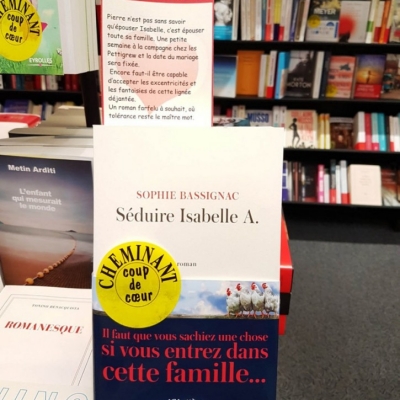 CHEMINANT
coup
de
cœur
EYROLLES
Pierre n'est pas sans savoir
qu'épouser Isabelle, c'est épouser
toute sa famille. Une petite
semaine à la campagne chez les
Pettigrew et la date du mariage
sera fixée.
Encore faut-il être capable
d'accepter les excentricités et
les fantaisies de cette lignée
déjantée.
Un roman farfelu à souhait, où
tolérance reste le maître mot.
Metin Arditi
L'enfant
qui mesurait
le monde
ROMANESQUE
SOPHIE BASSIGNAC
Séduire Isabelle A.
roman
CHEMINANT
coup
de
cœur
Il faut que vous sachiez une chose
si vous entrez dans
cette famille...